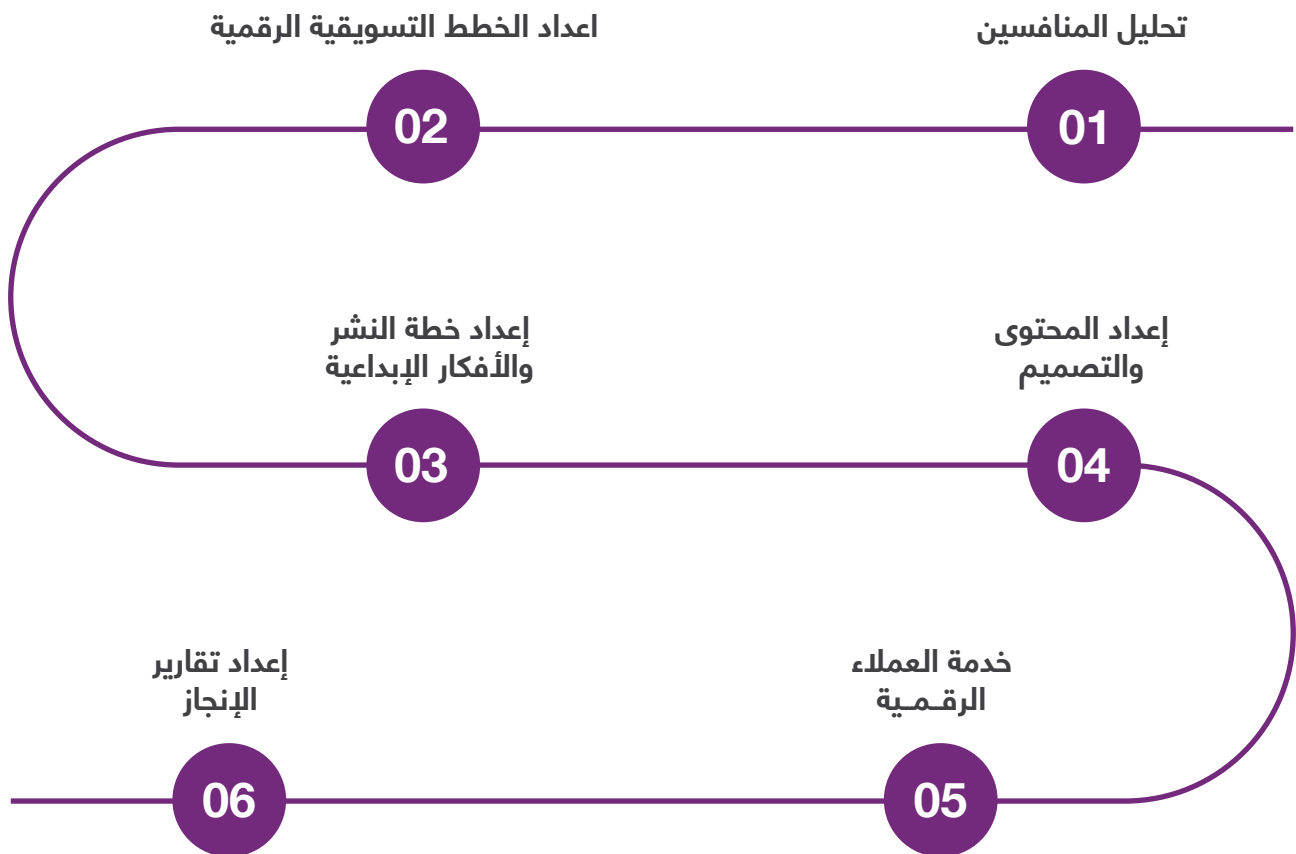 تحليل المنافسين
01
اعداد الخطط التسويقية الرقمية
02
إعداد خطة النشر
والأفكار الإبداعية
03
إعداد المحتوى
والتصميم
04
خدمة العملاء
الرقـمـية
05
إعداد تقارير
الإنجاز
06